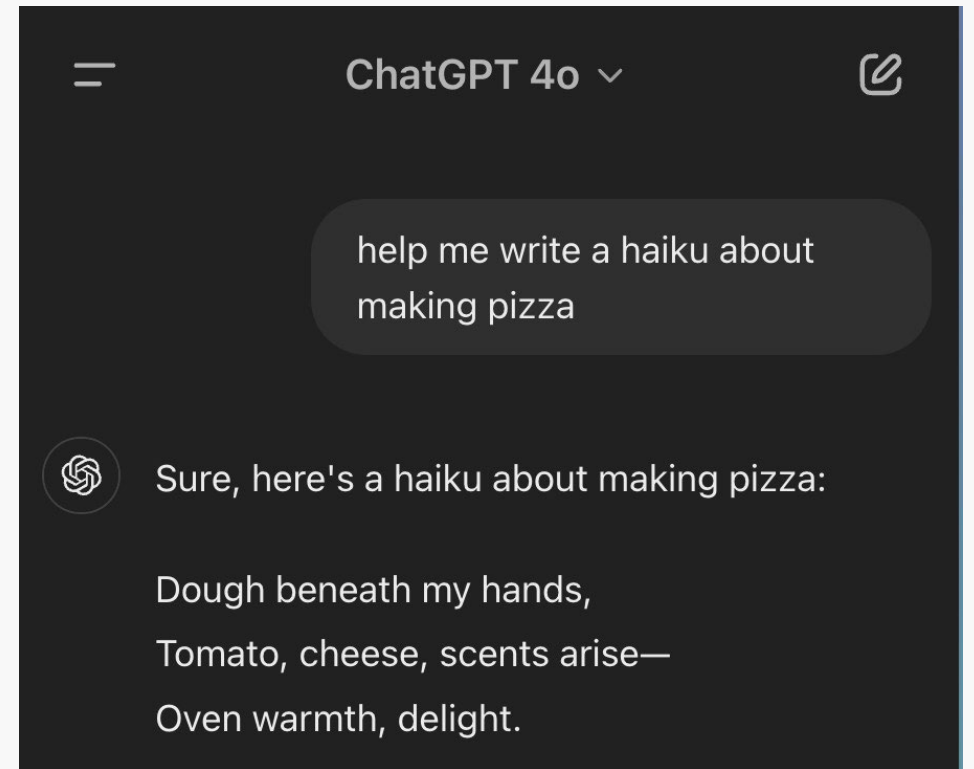 ChatGPT 4o
help me write a haiku about
making pizza
Sure, here's a haiku about making pizza:
Dough beneath my hands,
Tomato, cheese, scents arise—
Oven warmth, delight.